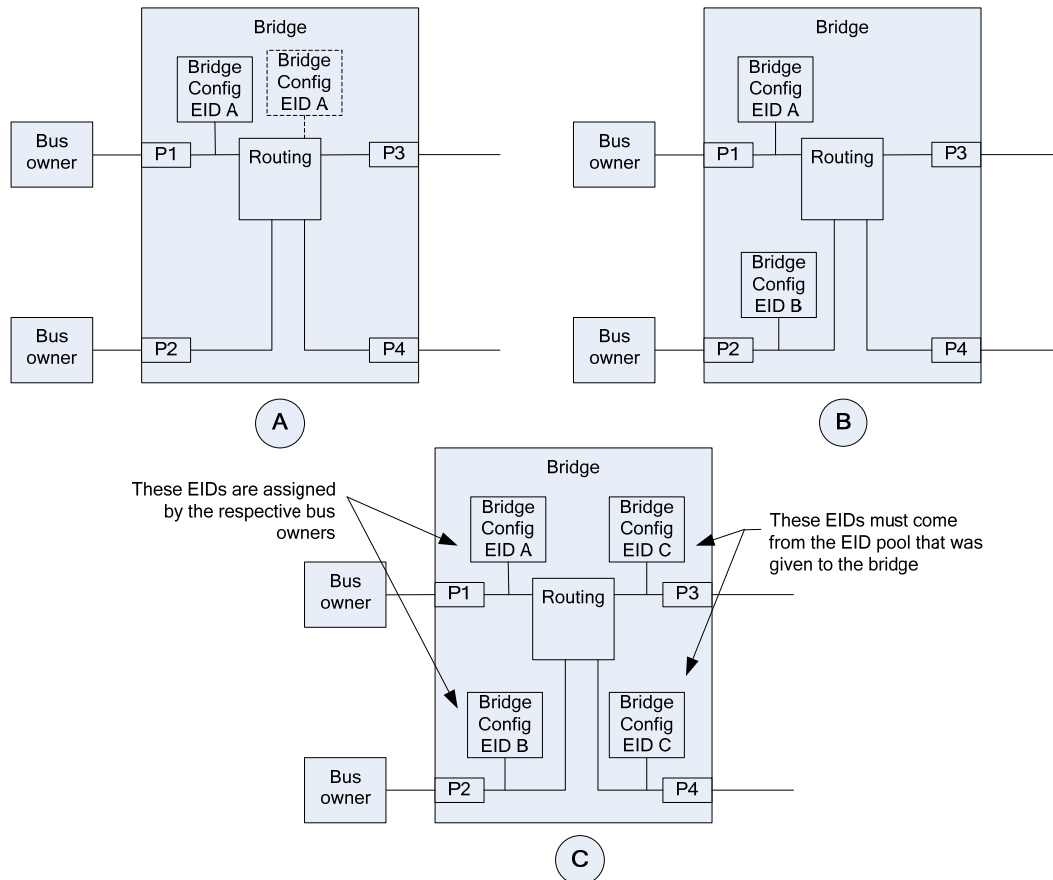 Bridge
Bridge
Config
EID A
Bridge
Config
EID A
Bus
owner
P1
Routing
P3
Bus
owner
P2
P4
A
Bridge
Bridge
Config
EID A
Bus
owner
P1
Routing
P3
Bridge
Config
EID B
Bus
owner
P2
P4
B
Bridge
These EIDs are assigned
by the respective bus
owners
Bridge
Config
EID A
Bridge
Config
EID C
These EIDs must come
from the EID pool that was
given to the bridge
Bus
owner
P1
Routing
P3
Bridge
Config
EID B
Bridge
Config
EID C
Bus
owner
P2
P4
C